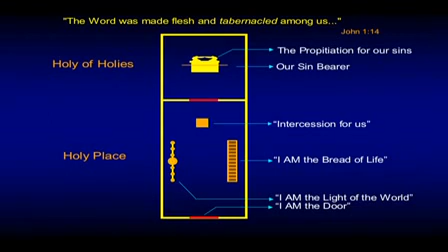 "The Word was made flesh and tabernacled among us..."
John 1:14
Holy of Holies
The Propitiation for our sins
Our Sin Bearer
"Intercession for us"
Holy Place
"I AM the Bread of Life"
"I AM the Light of the World"
"I AM the Door"